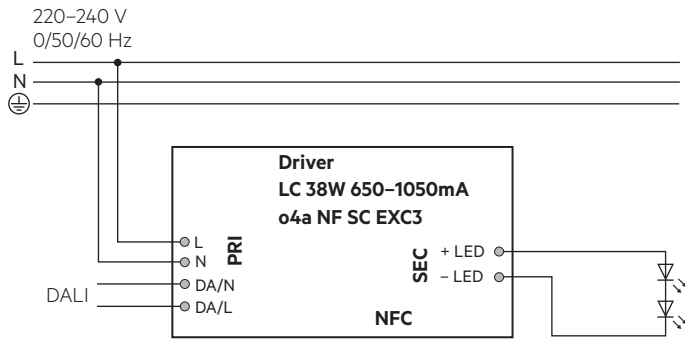 220–240 V
0/50/60 Hz
L
N
Driver
LC 38W 650–1050mA
o4a NF SC EXC3
L
N
PRI
DA/N
DA/L
DALI
SEC
+ LED
– LED
NFC